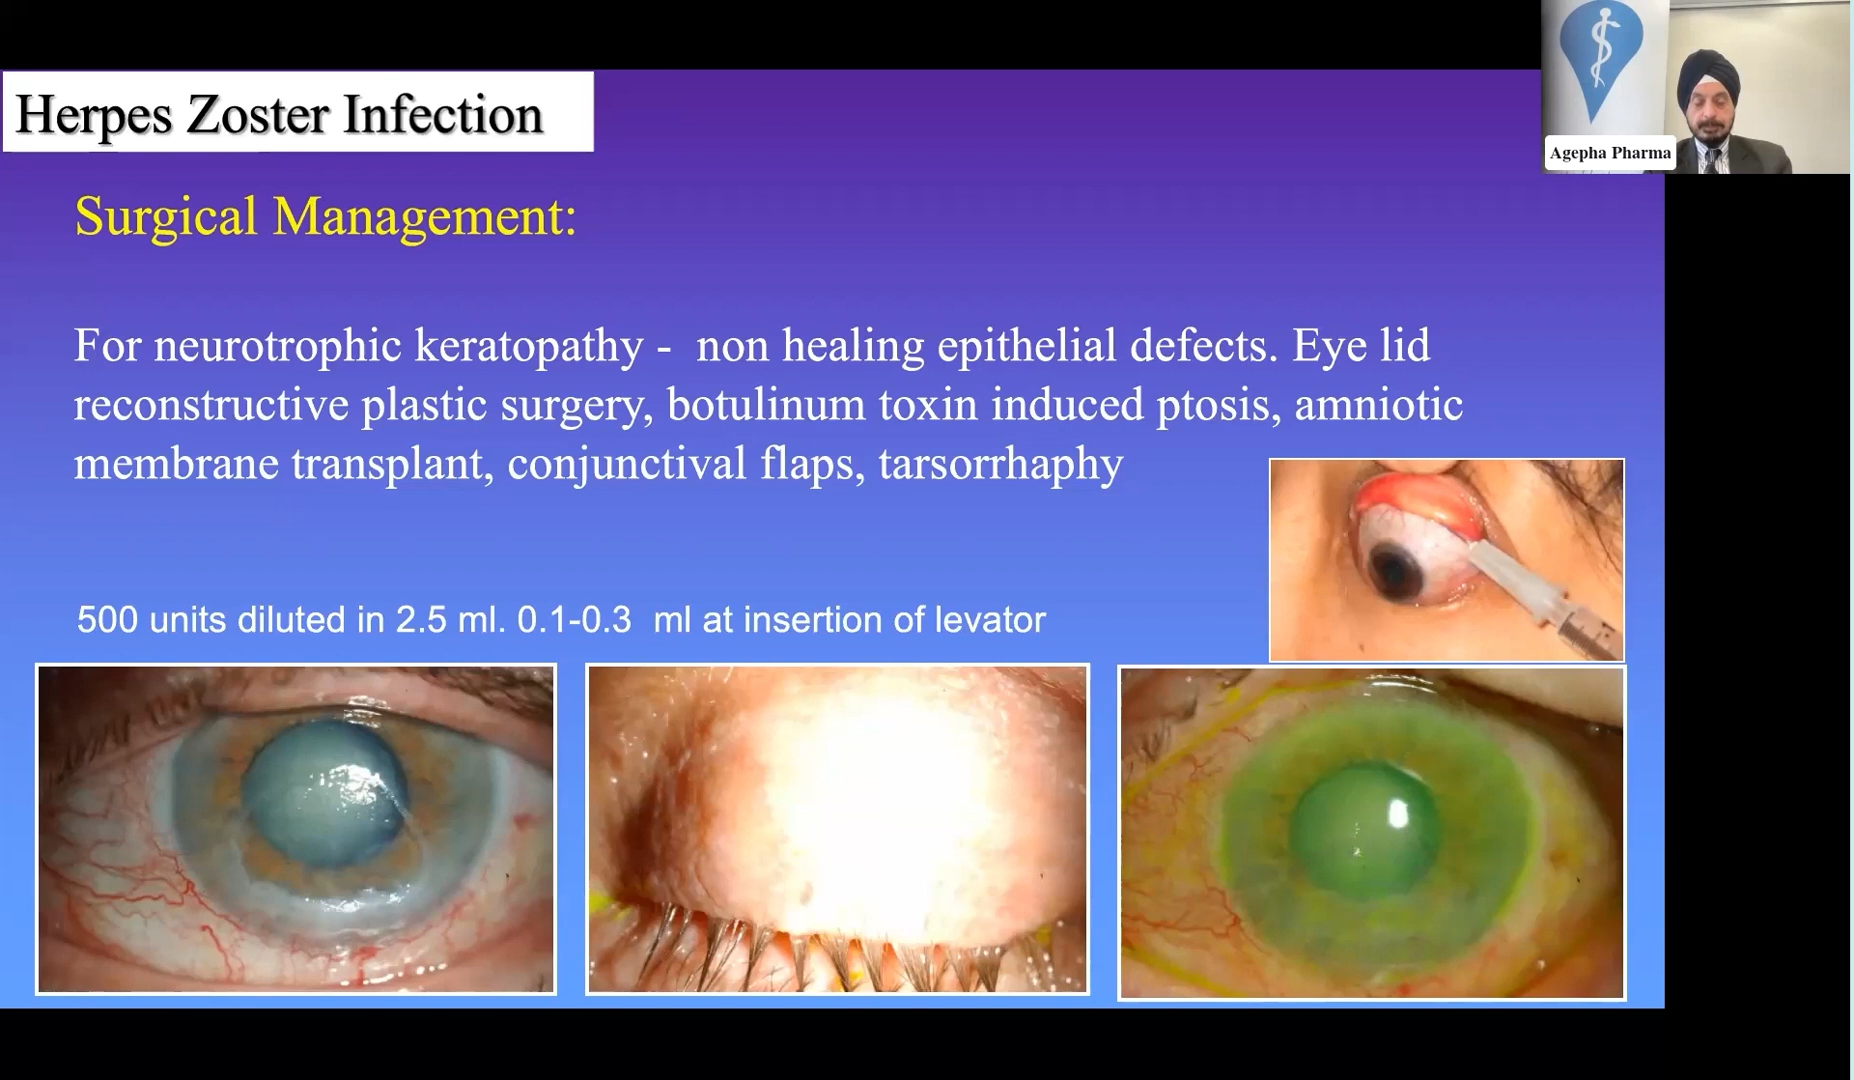 Herpes Zoster Infection
Agepha Pharma
Surgical Management:
For neurotrophic keratopathy - non healing epithelial defects. Eye lid
reconstructive plastic surgery, botulinum toxin induced ptosis, amniotic
membrane transplant, conjunctival flaps, tarsorrhaphy
500 units diluted in 2.5 ml. 0.1-0.3 ml at insertion of levator